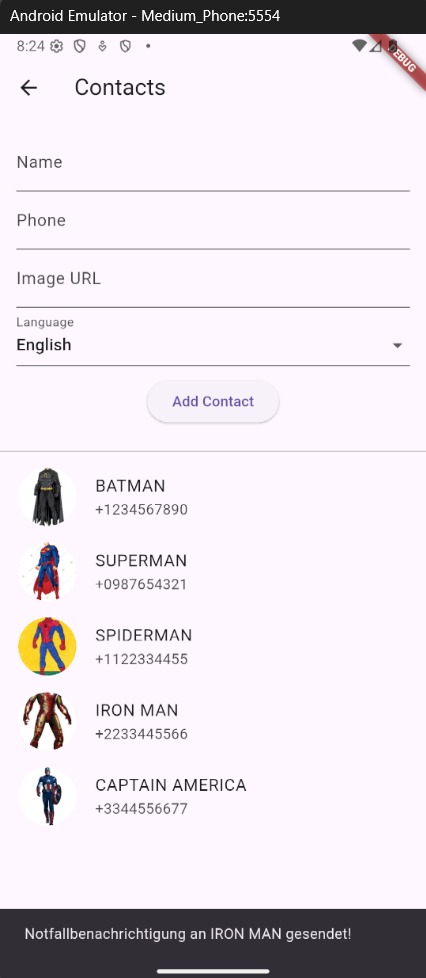 Android Emulator - Medium_Phone:5554
8:24
DEBUG
Contacts
Name
Phone
Image URL
Language
English
Add Contact
BATMAN
+1234567890
SUPERMAN
+0987654321
SPIDERMAN
+1122334455
IRON MAN
+2233445566
CAPTAIN AMERICA
+3344556677
Notfallbenachrichtigung an IRON MAN gesendet!